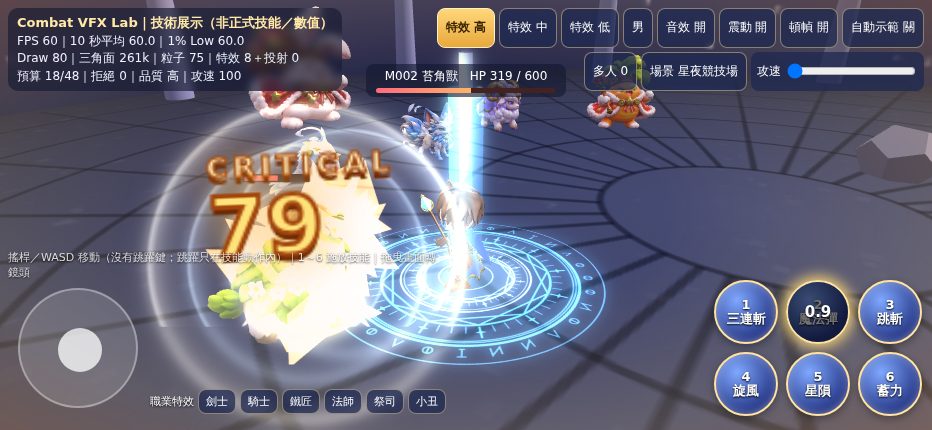 Combat VFX Lab｜技術展示（非正式技能／數值）
FPS 60｜10 秒平均 60.0｜1% Low 60.0
Draw 80｜三角面 261k｜粒子 75｜特效 8＋投射 0
預算 18/48｜拒絕 0｜品質 高｜攻速 100
特效 高
特效 中
特效 低
男
音效 開
震動 開
頓幀 開
自動示範 關
M002 苔角獸 HP 319 / 600
多人 0
場景 星夜競技場
攻速
CRITICAL
79
搖桿／WASD 移動（沒有跳躍鍵；跳躍只在技能動作內）｜1～6 施放技能｜拖曳畫面轉
鏡頭
1
三連斬
0.9
魔法彈
3
跳斬
4
旋風
5
星隕
6
蓄力
職業特效
劍士
騎士
鐵匠
法師
祭司
小丑